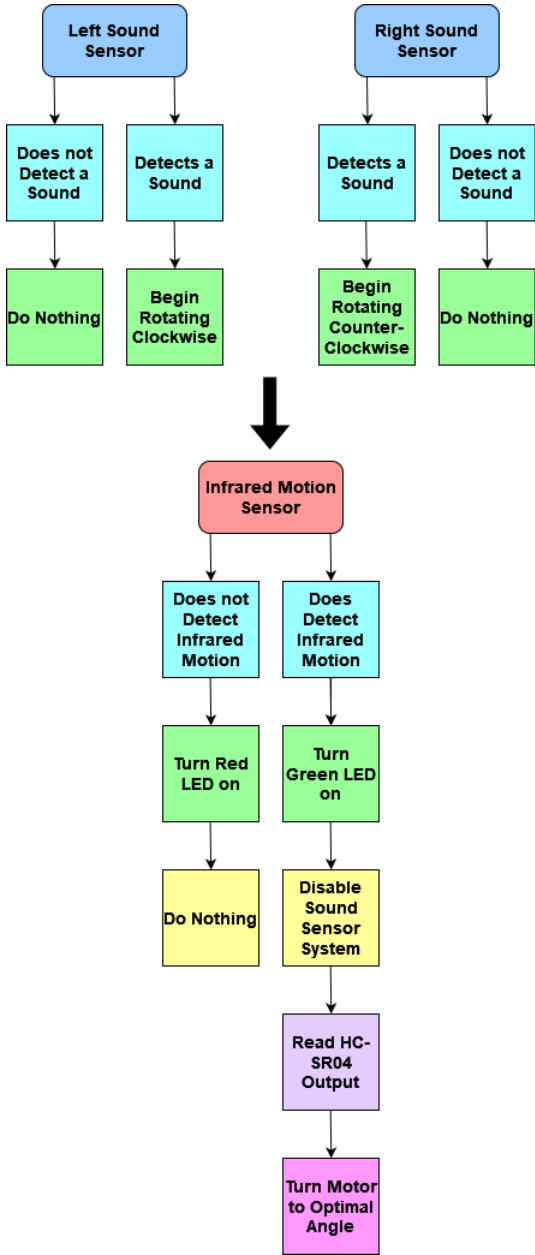 Left Sound
Sensor
Right Sound
Sensor
Does not
Detect a
Sound
Detects a
Sound
Detects a
Sound
Does not
Detect a
Sound
Do Nothing
Begin
Rotating
Clockwise
Begin
Rotating
Counter-
Clockwise
Do Nothing
Infrared Motion
Sensor
Does not
Detect
Infrared
Motion
Does
Detect
Infrared
Motion
Turn Red
LED on
Turn
Green LED
on
Do Nothing
Disable
Sound
Sensor
System
Read HC-
SR04
Output
Turn Motor
to Optimal
Angle